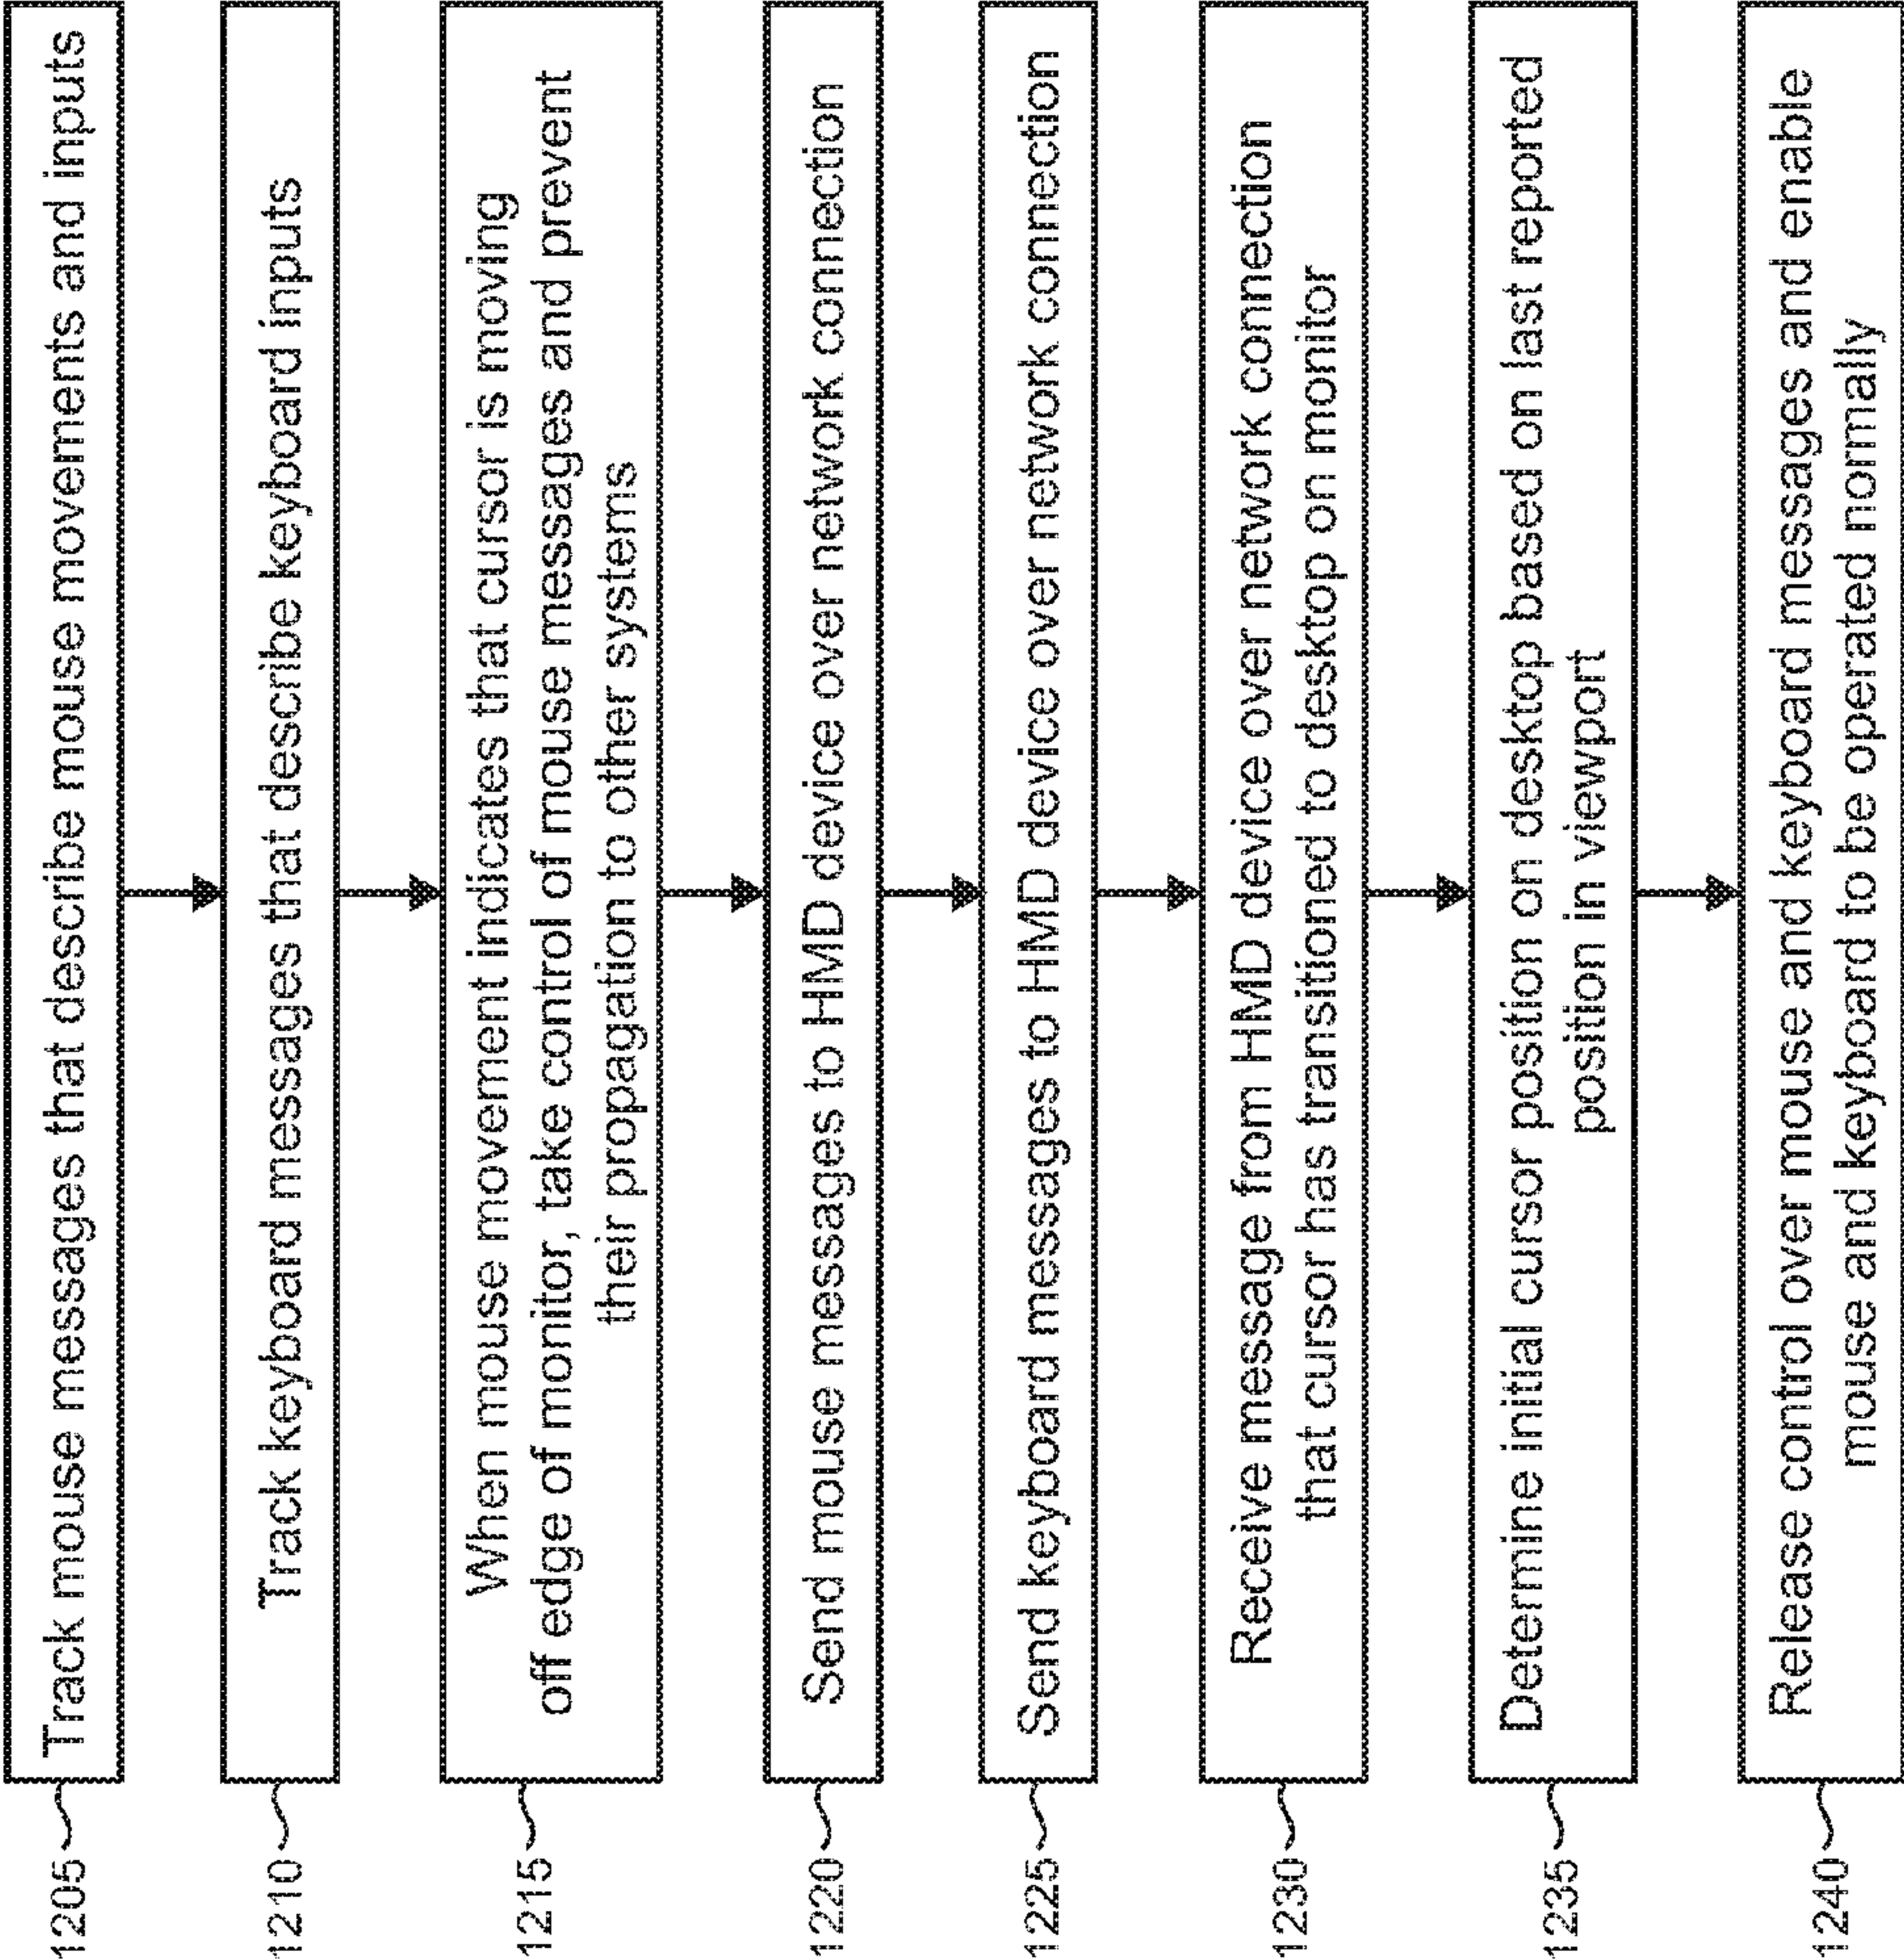 1205
Track mouse messages that describe mouse movements and inputs
1210
Track keyboard messages that describe keyboard inputs
1215
When mouse movement indicates that cursor is moving
off edge of monitor, take control of mouse messages and prevent
their propagation to other systems
1220
Send mouse messages to HMD device over network connection
1225
Send keyboard messages to HMD device over network connection
1230
Receive message from HMD device over network connection
that cursor has transitioned to desktop on monitor
1235
Determine initial cursor position on desktop based on last reported
position in viewport
1240
Release control over mouse and keyboard messages and enable
mouse and keyboard to be operated normally